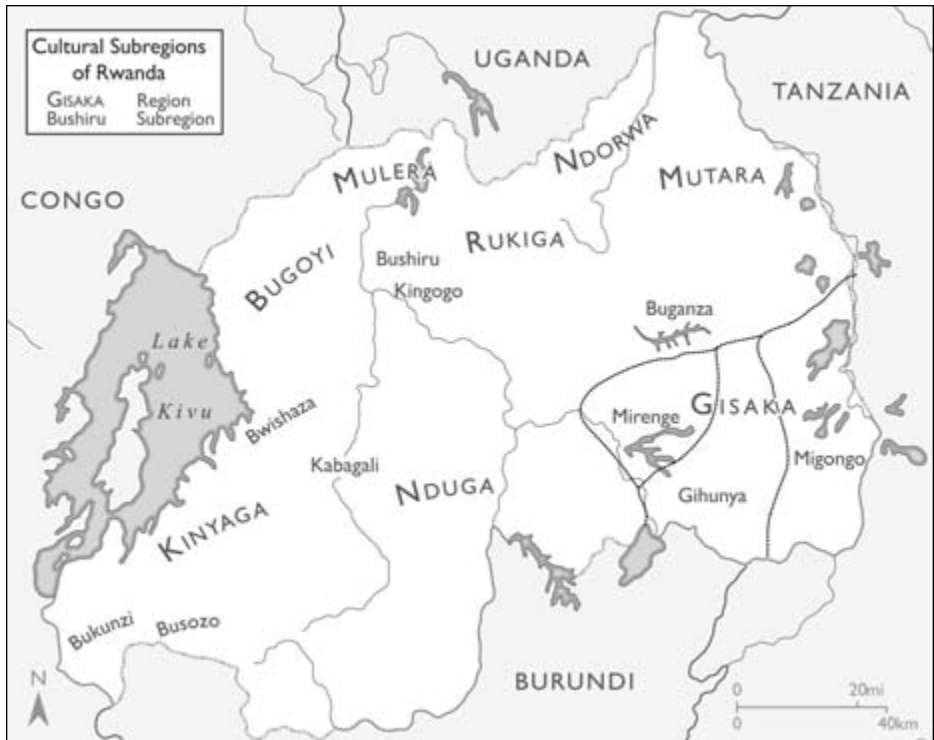 Cultural Subregions
of Rwanda
GISAKA Region
Bushiru Subregion
UGANDA
TANZANIA
CONGO
NDORWA
MULERA
MUTARA
RUKIGA
BUGOYI
Bushiru
Kingogo
Buganza
Lake
Kivu
Bwishaza
Mirenge
GISAKA
Kabagali
NDUGA
Migongo
Gihunya
KINYAGA
Bukunzi
Busozo
BURUNDI
N
0 20mi
0 40km